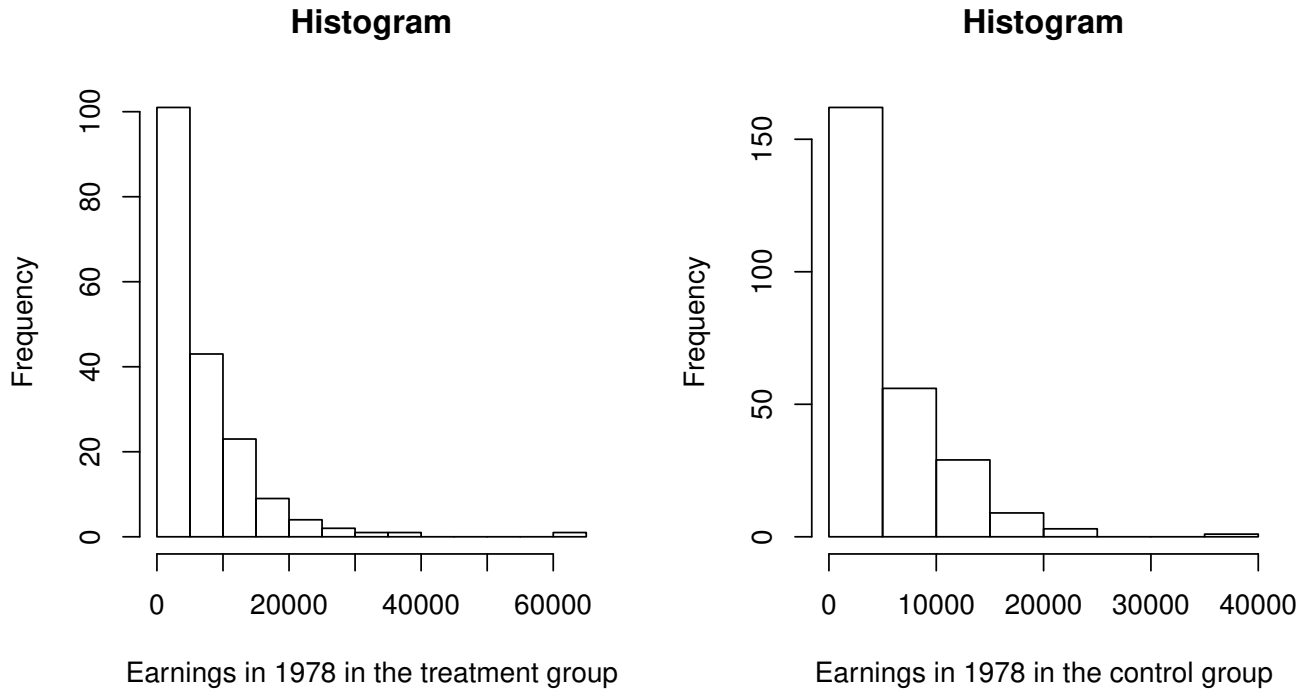 Histogram
Frequency
100
80
60
40
20
0
0 20000 40000 60000
Earnings in 1978 in the treatment group
Histogram
Frequency
150
100
50
0
0 10000 20000 30000 40000
Earnings in 1978 in the control group